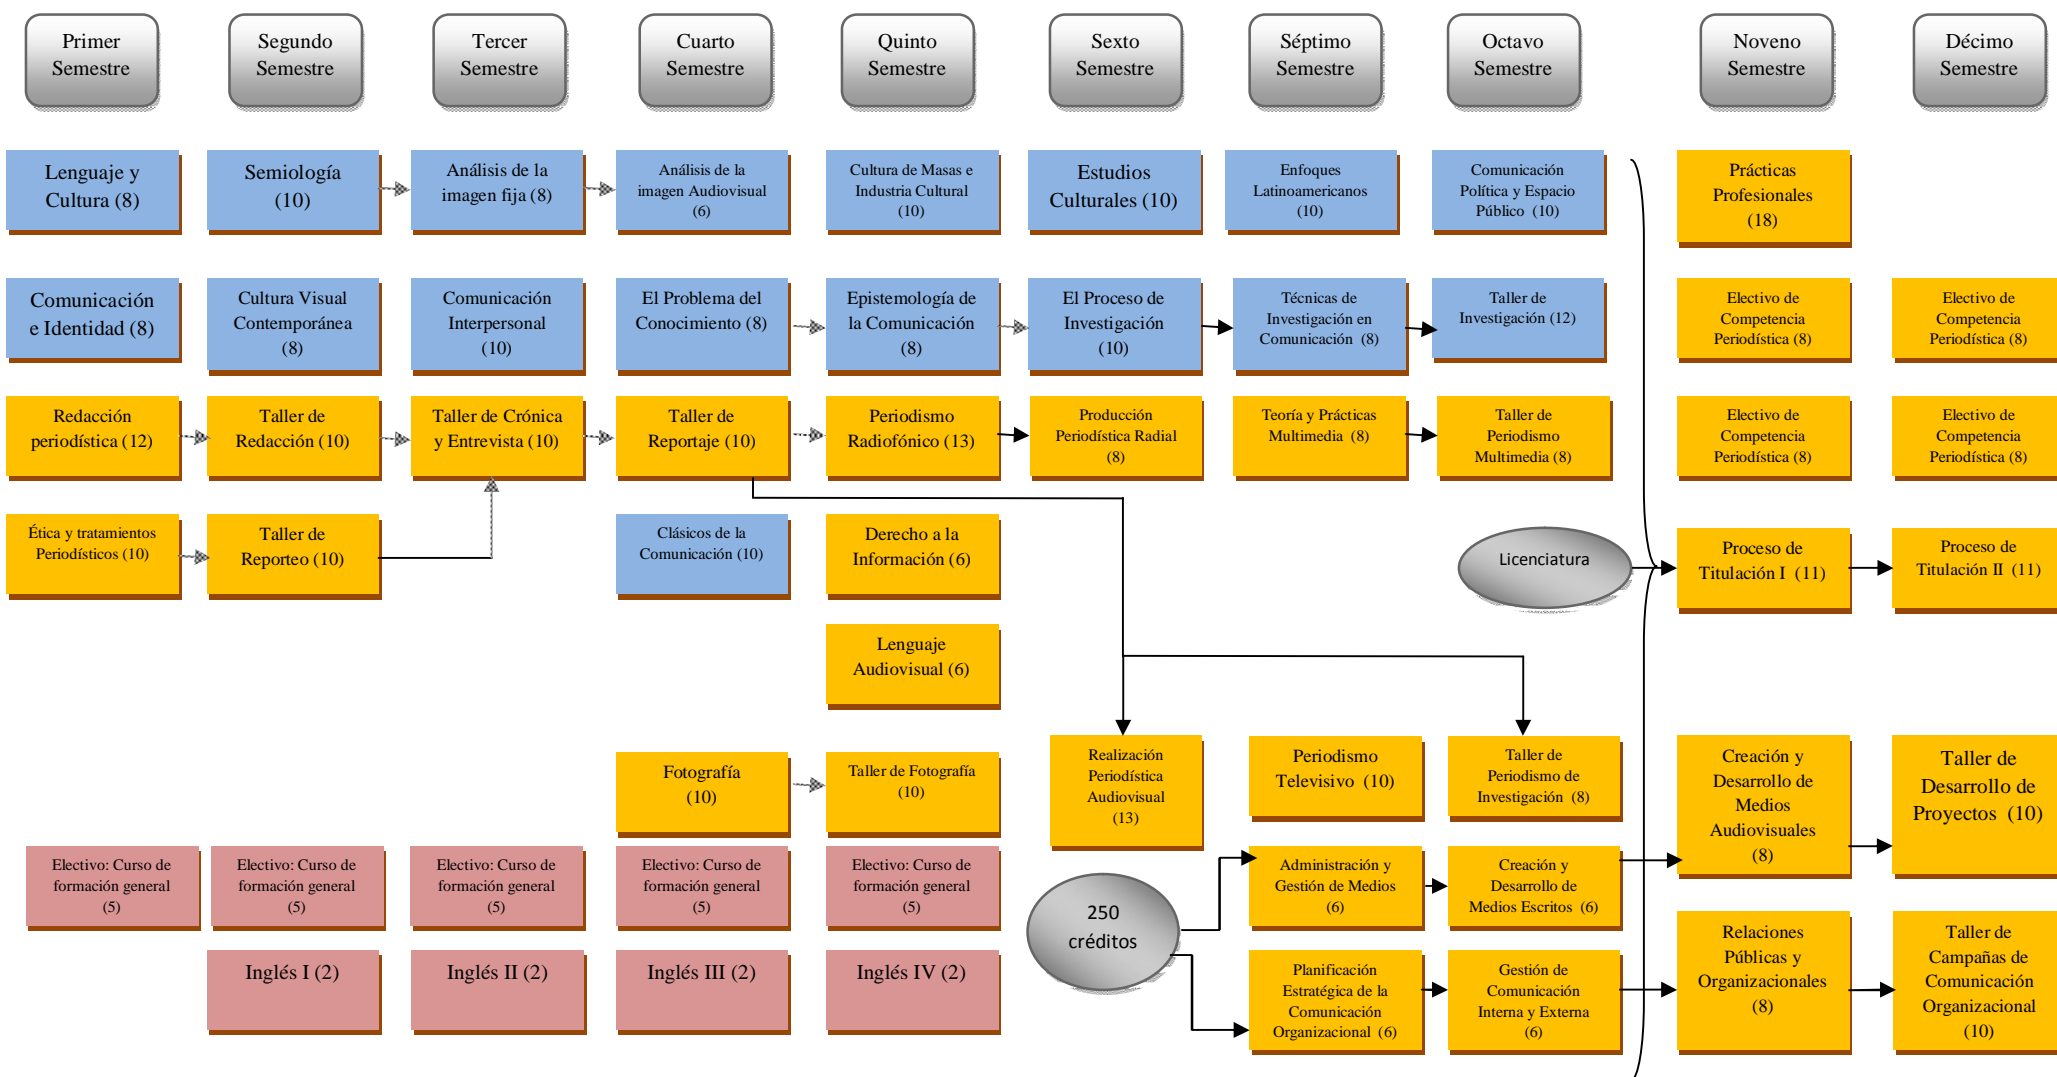 Primer
Semestre
Segundo
Semestre
Tercer
Semestre
Cuarto
Semestre
Quinto
Semestre
Sexto
Semestre
Séptimo
Semestre
Octavo
Semestre
Noveno
Semestre
Décimo
Semestre
Lenguaje y
Cultura (8)
Semiología
(10)
Análisis de la
imagen fija (8)
Análisis de la
imagen Audiovisual
(6)
Cultura de Masas e
Industria Cultural
(10)
Estudios
Culturales (10)
Enfoques
Latinoamericanos
(10)
Comunicación
Política y Espacio
Público (10)
Prácticas
Profesionales
(18)
Comunicación
e Identidad (8)
Cultura Visual
Contemporánea
(8)
Comunicación
Interpersonal
(10)
El Problema del
Conocimiento (8)
Epistemología de
la Comunicación
(8)
El Proceso de
Investigación
(10)
Técnicas de
Investigación en
Comunicación (8)
Taller de
Investigación (12)
Electivo de
Competencia
Periodística (8)
Electivo de
Competencia
Periodística (8)
Redacción
periodística (12)
Taller de
Redacción (10)
Taller de Crónica
y Entrevista (10)
Taller de
Reportaje (10)
Periodismo
Radiofónico (13)
Producción
Periodística Radial
(8)
Teoría y Prácticas
Multimedia (8)
Taller de
Periodismo
Multimedia (8)
Electivo de
Competencia
Periodística (8)
Electivo de
Competencia
Periodística (8)
Ética y tratamientos
Periodísticos (10)
Taller de
Reporteo (10)
Clásicos de la
Comunicación (10)
Derecho a la
Información (6)
Licenciatura
Proceso de
Titulación I (11)
Proceso de
Titulación II (11)
Lenguaje
Audiovisual (6)
Fotografía
(10)
Taller de Fotografía
(10)
Realización
Periodística
Audiovisual
(13)
Periodismo
Televisivo (10)
Taller de
Periodismo de
Investigación (8)
Creación y
Desarrollo de
Medios
Audiovisuales
(8)
Taller de
Desarrollo de
Proyectos (10)
Electivo: Curso de
formación general
(5)
Electivo: Curso de
formación general
(5)
Electivo: Curso de
formación general
(5)
Electivo: Curso de
formación general
(5)
Electivo: Curso de
formación general
(5)
250
créditos
Administración y
Gestión de Medios
(6)
Creación y
Desarrollo de
Medios Escritos (6)
Inglés I (2)
Inglés II (2)
Inglés III (2)
Inglés IV (2)
Planificación
Estratégica de la
Comunicación
Organizacional (6)
Gestión de
Comunicación
Interna y Externa
(6)
Relaciones
Públicas y
Organizacionales
(8)
Taller de
Campañas de
Comunicación
Organizacional
(10)